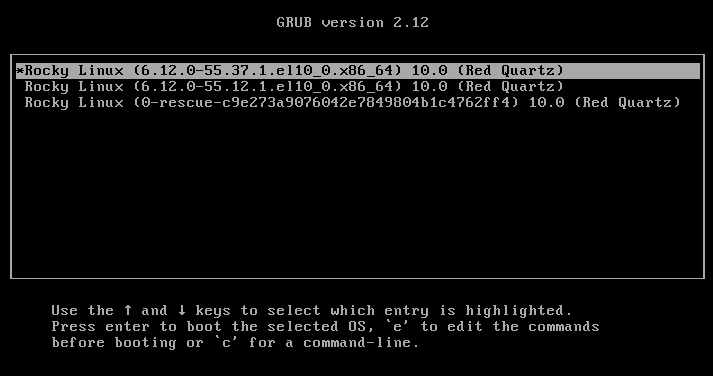 GRUB version 2.12
*Rocky Linux (6.12.0-55.37.1.el10_0.x86_64) 10.0 (Red Quartz)
Rocky Linux (6.12.0-55.12.1.el10_0.x86_64) 10.0 (Red Quartz)
Rocky Linux (0-rescue-c9e273a9076042e7849804b1c4762ff4) 10.0 (Red Quartz)
Use the ↑ and ↓ keys to select which entry is highlighted.
Press enter to boot the selected OS, `e' to edit the commands
before booting or `c' for a command-line.